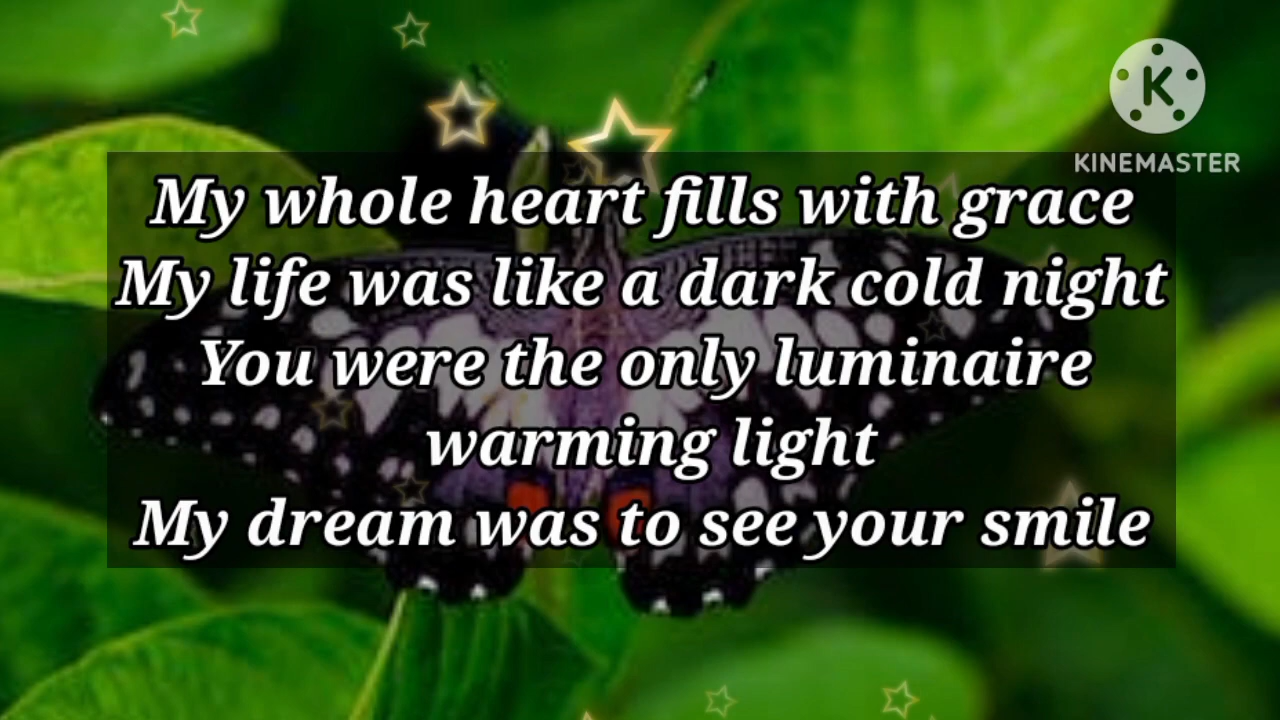 K
KINEMASTER
My whole heart fills with grace
My life was like a dark cold night
You were the only luminaire
warming light
My dream was to see your smile